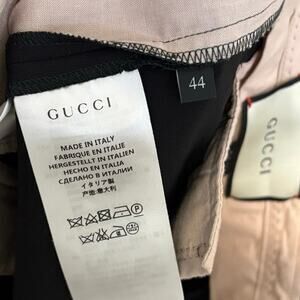 44
GUCCI
MADE IN ITALY
FABRIQUÉ EN ITALIE
HERGESTELLT IN ITALIEN
HECHO EN ITALIA
СДЕЛАНО В ИТАЛИИ
イタリア製
产地:意大利
P
GUCCI